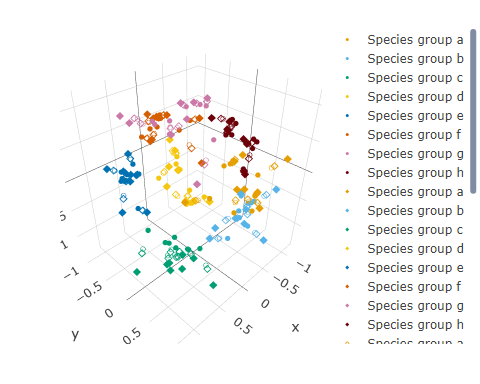 Species group a
Species group b
Species group c
Species group d
Species group e
Species group f
Species group g
Species group h
Species group a
Species group b
Species group c
Species group d
Species group e
Species group f
Species group g
Species group h
Species group a
1
−1
−0.5
0
0.5
y
0.5
0
−0.5
−1
x